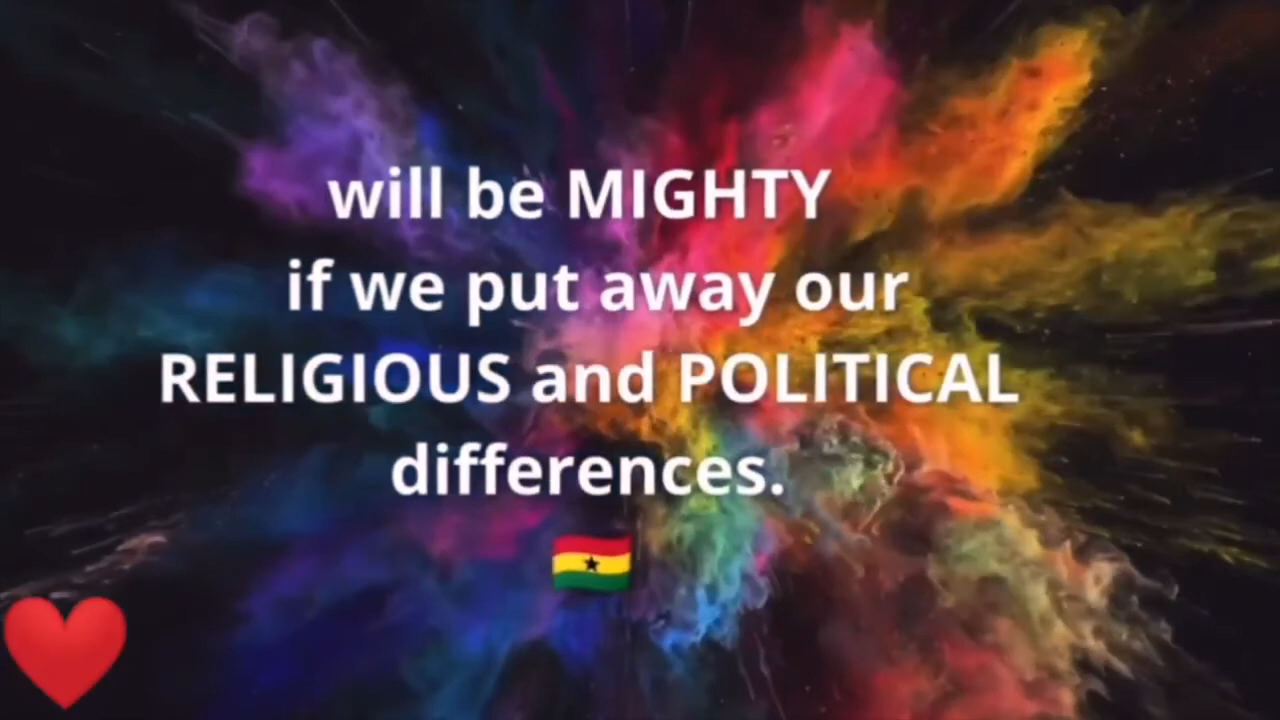 will be MIGHTY
if we put away our
RELIGIOUS and POLITICAL
differences.